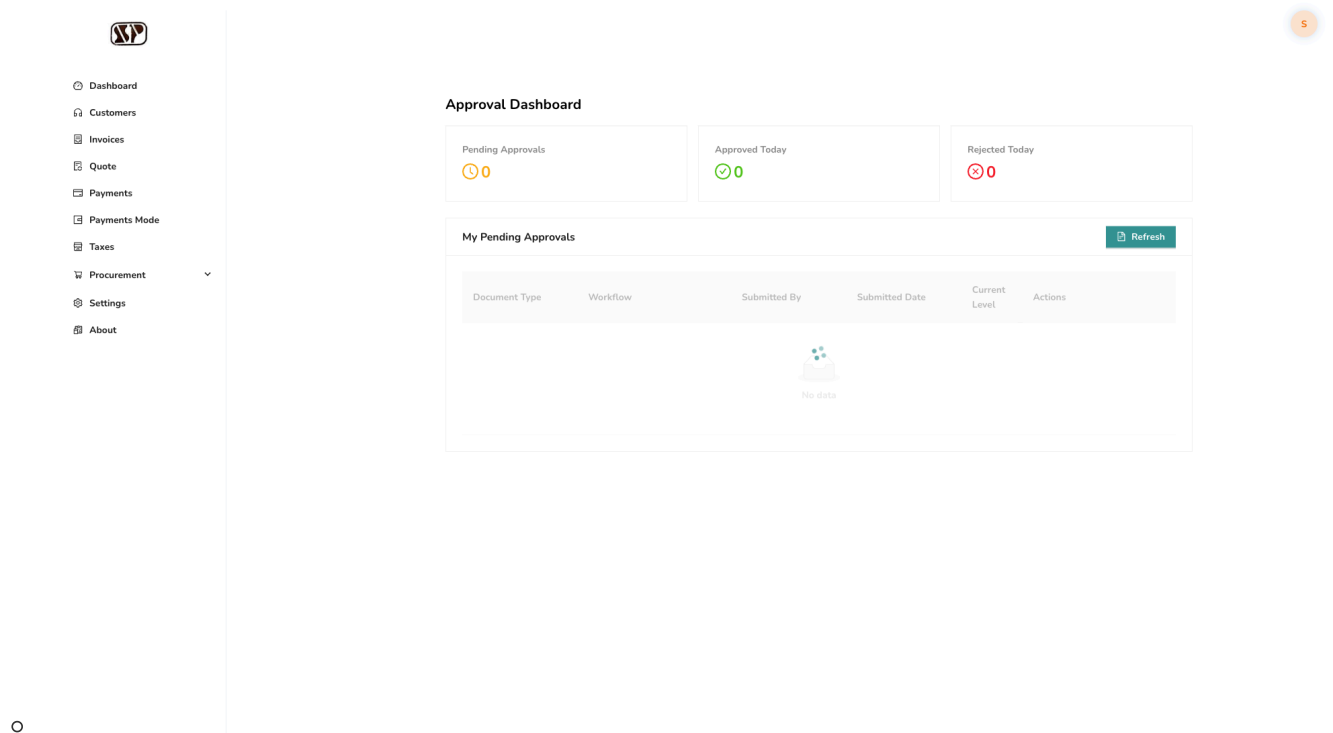 XP
S
Dashboard
Customers
Invoices
Quote
Payments
Payments Mode
Taxes
Procurement
Settings
About
Approval Dashboard
Pending Approvals
0
Approved Today
0
Rejected Today
0
My Pending Approvals
Refresh
Document Type
Workflow
Submitted By
Submitted Date
Current
Level
Actions
No data